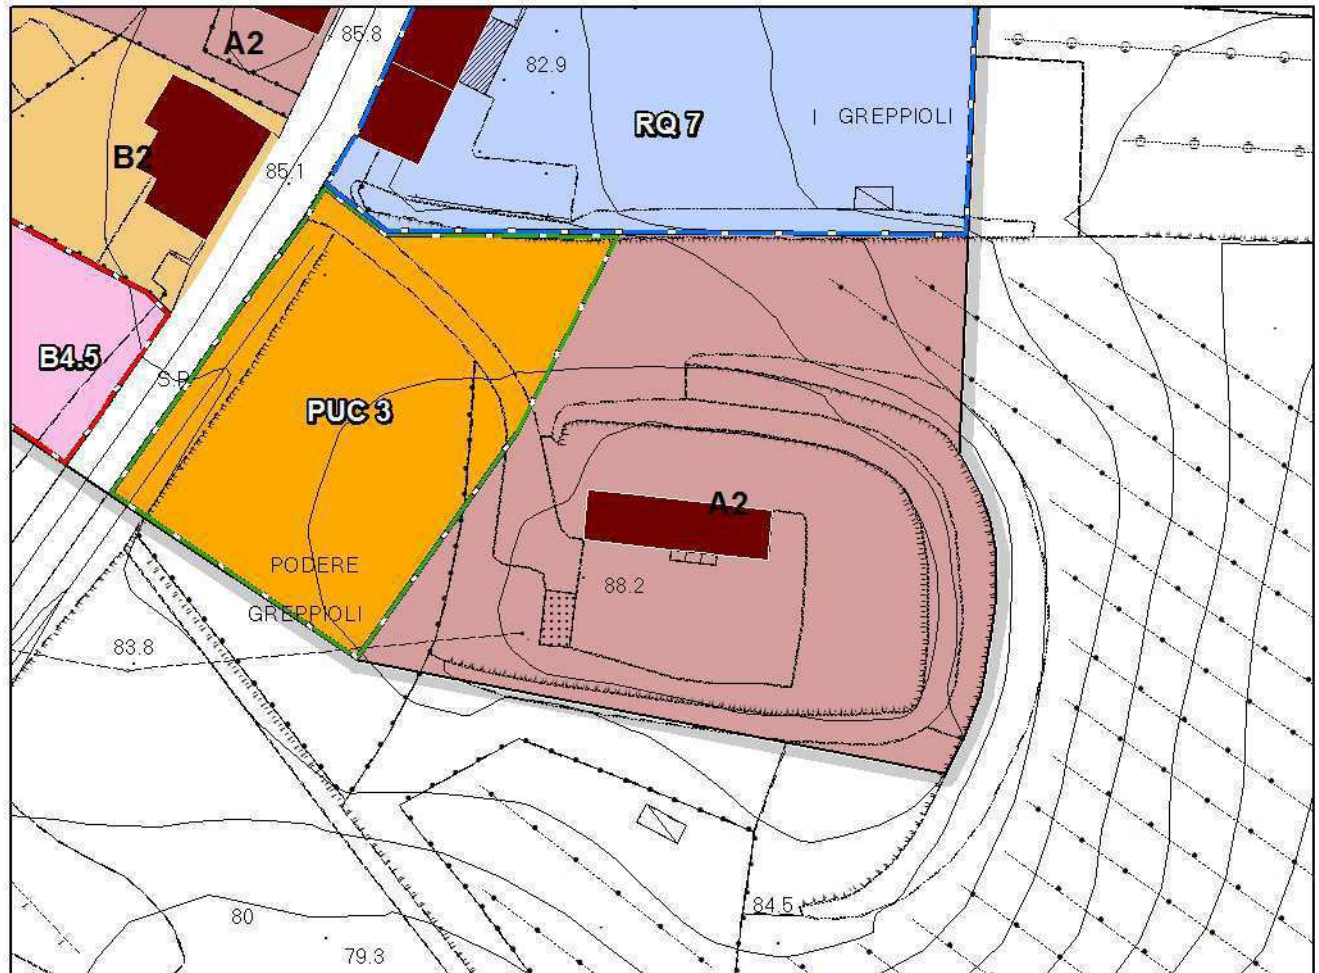 A2
85.8
82.9
RQ 7
I GREPPIOLI
B2
85.1
B4.5
S.P.
PUC 3
A2
PODERE
GREPPIOLI
88.2
83.8
84.5
80
79.3